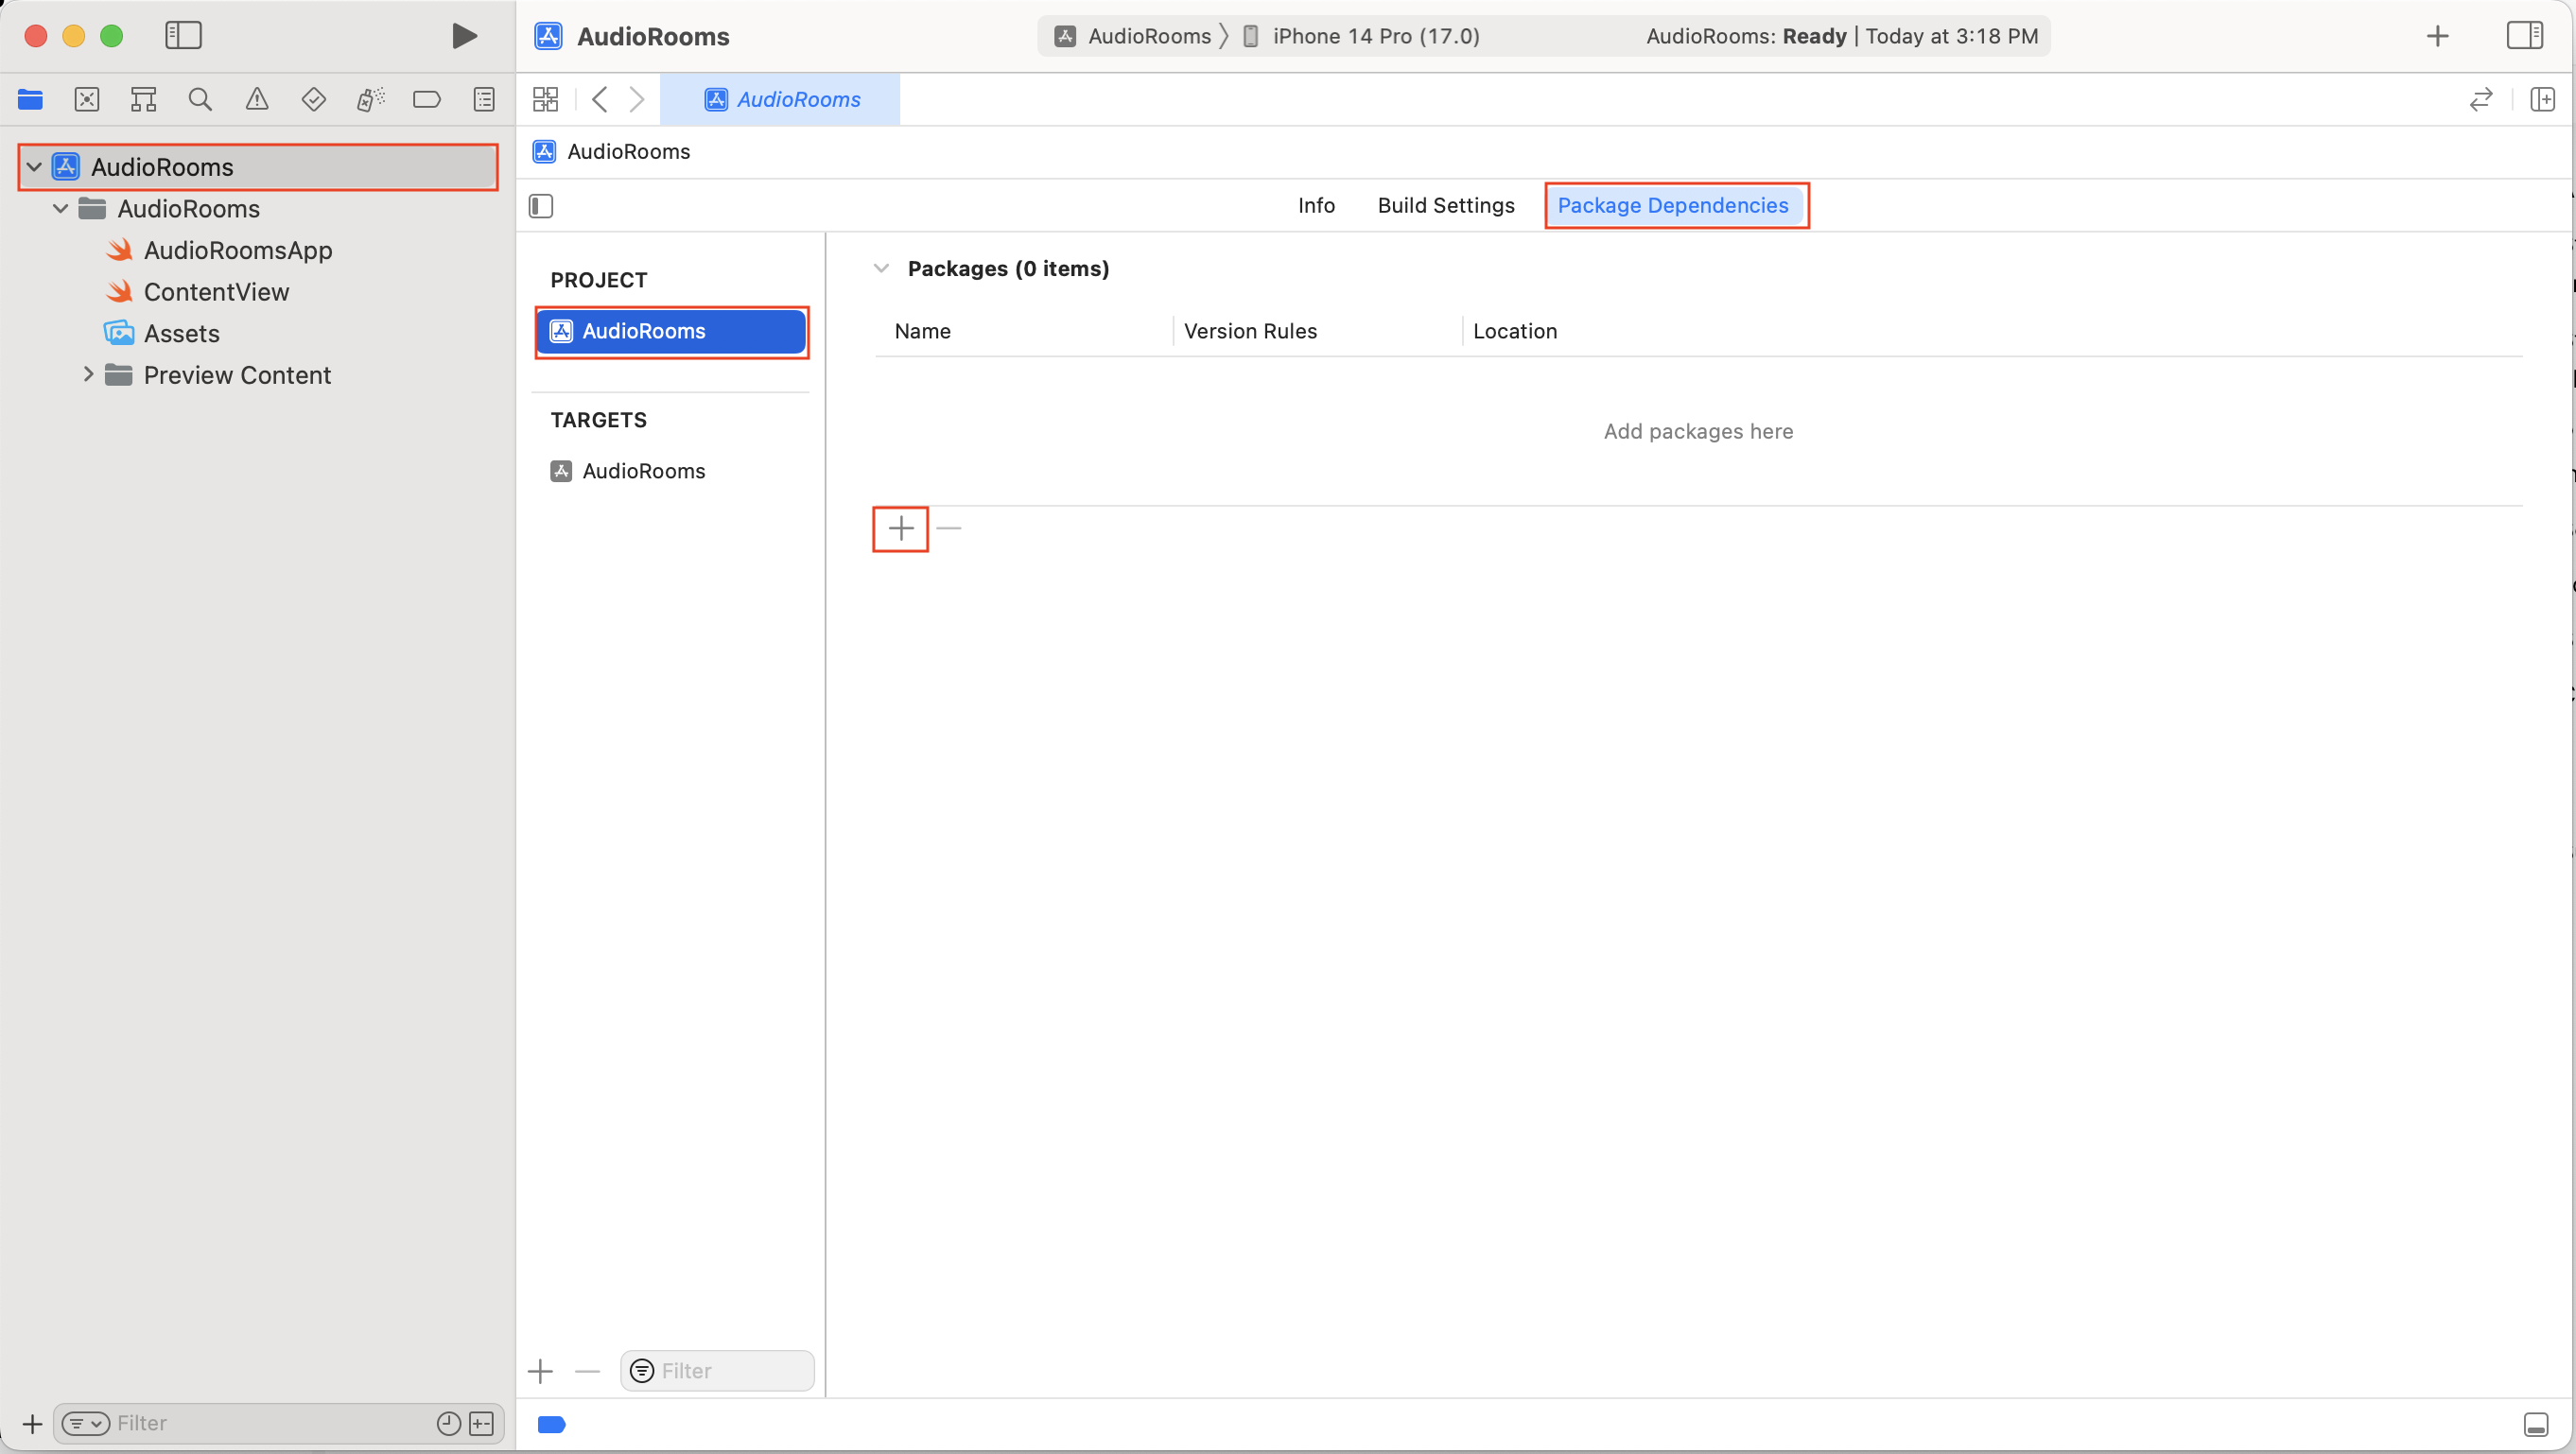 AudioRooms
AudioRooms
iPhone 14 Pro (17.0)
AudioRooms: Ready | Today at 3:18 PM
AudioRooms
AudioRooms
AudioRooms
AudioRoomsApp
ContentView
Assets
Preview Content
Filter
AudioRooms
Info
Build Settings
Package Dependencies
PROJECT
AudioRooms
TARGETS
AudioRooms
Filter
Packages (0 items)
Name
Version Rules
Location
Add packages here